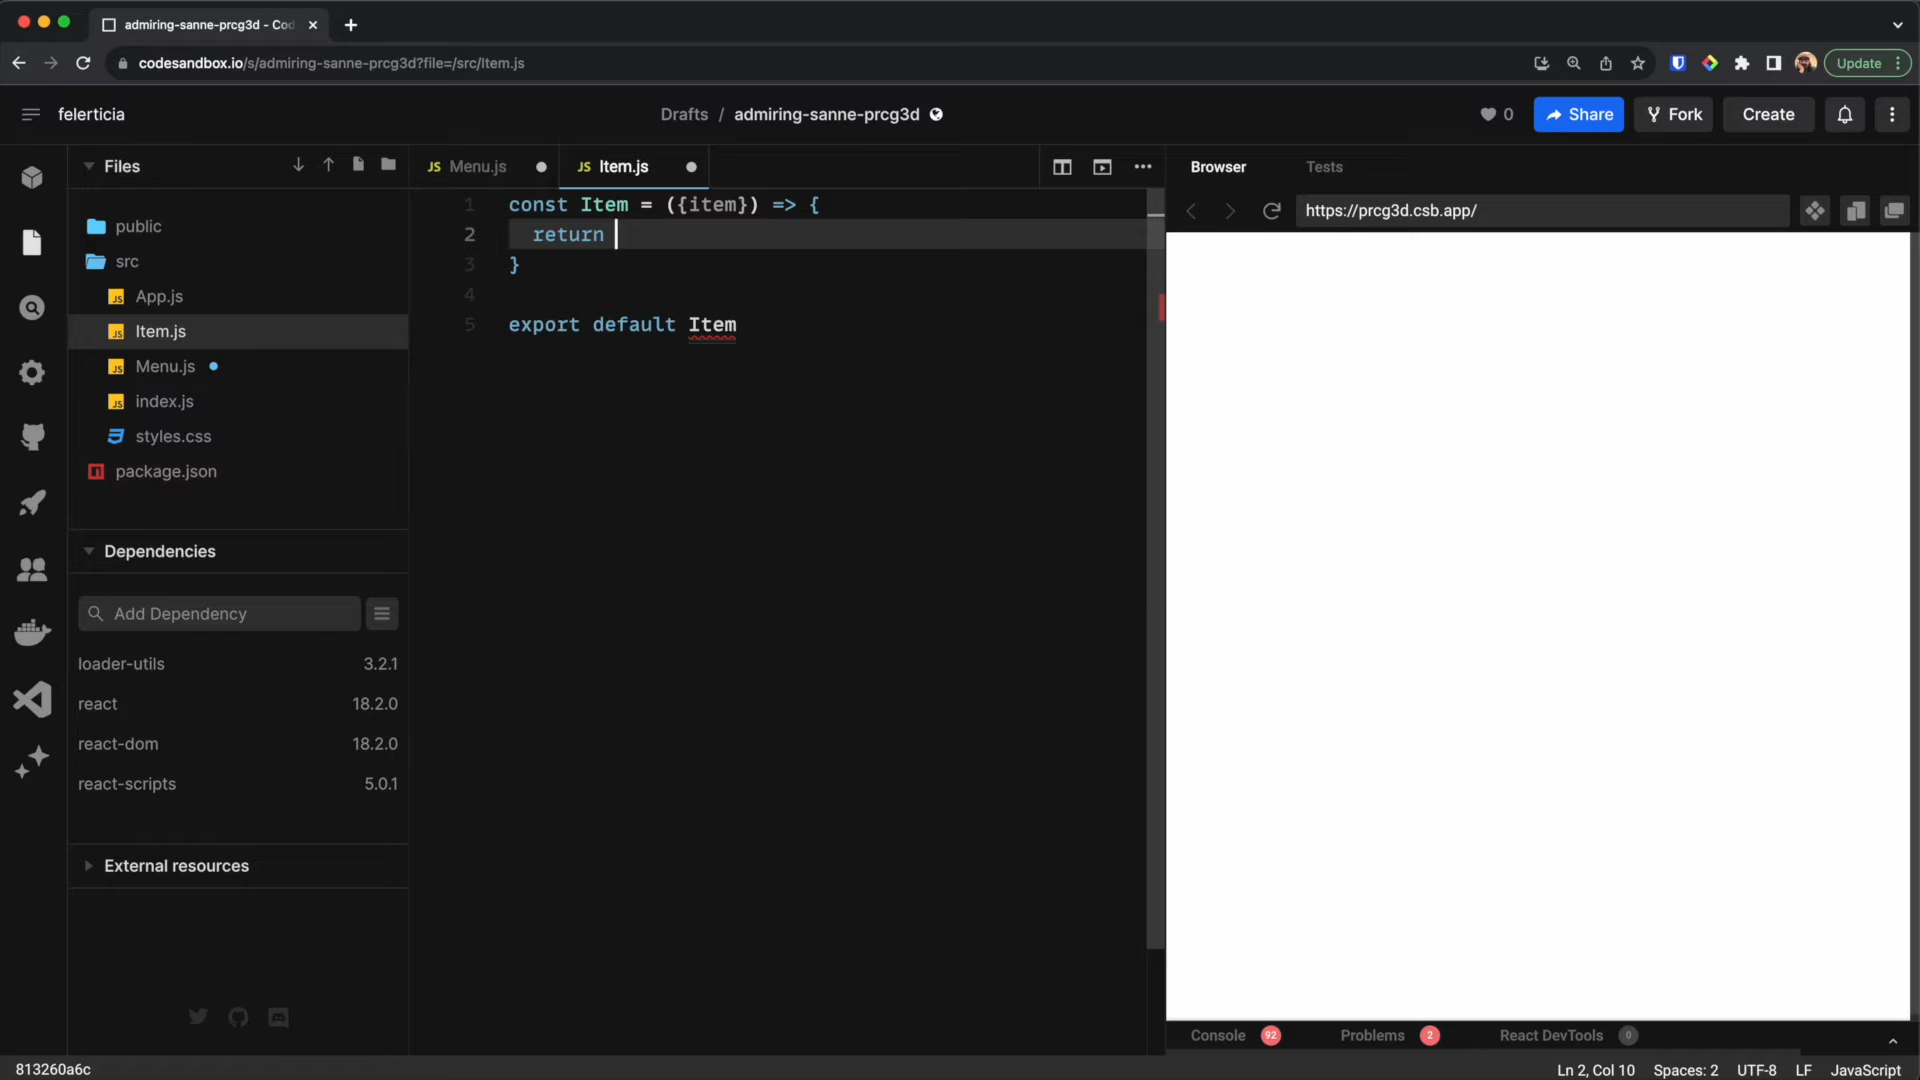 admiring-sanne-prcg3d - Cod
codesandbox.io/s/admiring-sanne-prcg3d?file=/src/Item.js
Update
felerticia
Drafts / admiring-sanne-prcg3d
0
Share
Fork
Create
Files
JS Menu.js
JS Item.js
Browser
Tests
https://prcg3d.csb.app/
public
src
JS App.js
JS Item.js
JS Menu.js
JS index.js
styles.css
package.json
1 const Item = ({item}) => {
2 return
3 }
4
5 export default Item
Dependencies
Add Dependency
loader-utils 3.2.1
react 18.2.0
react-dom 18.2.0
react-scripts 5.0.1
External resources
Console 92
Problems 2
React DevTools 0
813260a6c
Ln 2, Col 10
Spaces: 2
UTF-8
LF
JavaScript